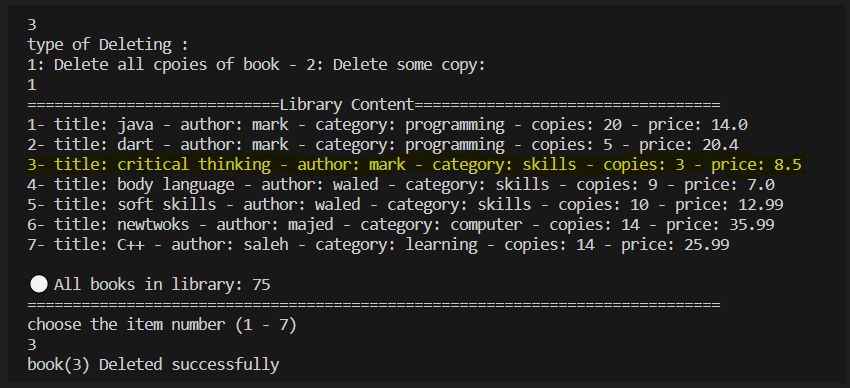 3
type of Deleting :
1: Delete all cpoies of book - 2: Delete some copy:
1
============================Library Content==================================
1- title: java - author: mark - category: programming - copies: 20 - price: 14.0
2- title: dart - author: mark - category: programming - copies: 5 - price: 20.4
3- title: critical thinking - author: mark - category: skills - copies: 3 - price: 8.5
4- title: body language - author: waled - category: skills - copies: 9 - price: 7.0
5- title: soft skills - author: waled - category: skills - copies: 10 - price: 12.99
6- title: newtwoks - author: majed - category: computer - copies: 14 - price: 35.99
7- title: C++ - author: saleh - category: learning - copies: 14 - price: 25.99
⚪All books in library: 75
=============================================================================
choose the item number (1 - 7)
3
book(3) Deleted successfully